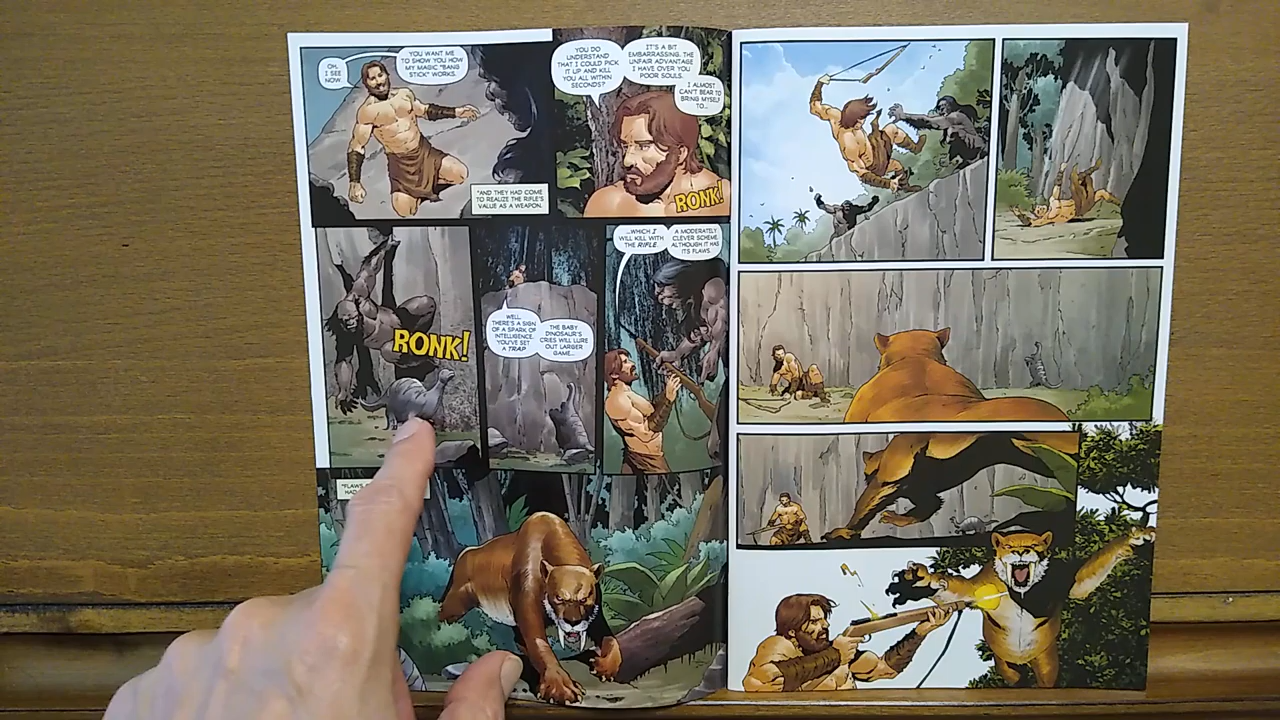 OH,
I SEE
NOW
YOU WANT ME
TO SHOW YOU HOW
MY MAGIC "BANG
STICK" WORKS.
"AND THEY HAD COME
TO REALIZE THE RIFLE'S
VALUE AS A WEAPON.
YOU DO
UNDERSTAND
THAT I COULD PICK
IT UP AND KILL
YOU ALL WITHIN
SECONDS?
IT'S A BIT
EMBARRASSING. THE
UNFAIR ADVANTAGE
I HAVE OVER YOU
POOR SOULS.
I ALMOST
CAN'T BEAR TO
BRING MYSELF
TO...
RONK!
RONK!
WELL,
THERE'S A SIGN
OF A SPARK OF
INTELLIGENCE.
YOU'VE SET
A TRAP.
THE BABY
DINOSAUR'S
CRIES WILL LURE
OUT LARGER
GAME...
...WHICH I
WILL KILL WITH
THE RIFLE.
A MODERATELY
CLEVER SCHEME
ALTHOUGH IT HAS
ITS FLAWS.
"FLAWS
HAD